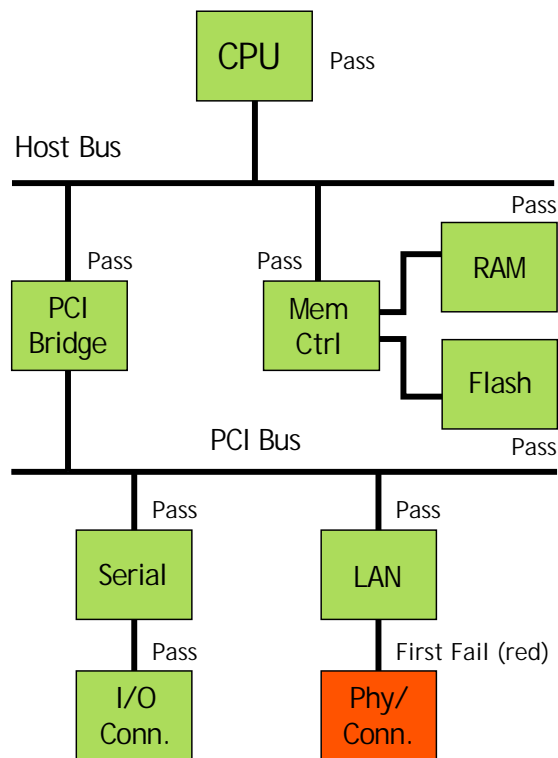 CPU
Pass
Host Bus
Pass
Pass
Pass
RAM
PCI
Bridge
Mem
Ctrl
Flash
PCI Bus
Pass
Pass
Pass
Serial
LAN
Pass
First Fail (red)
I/O
Conn.
Phy/
Conn.